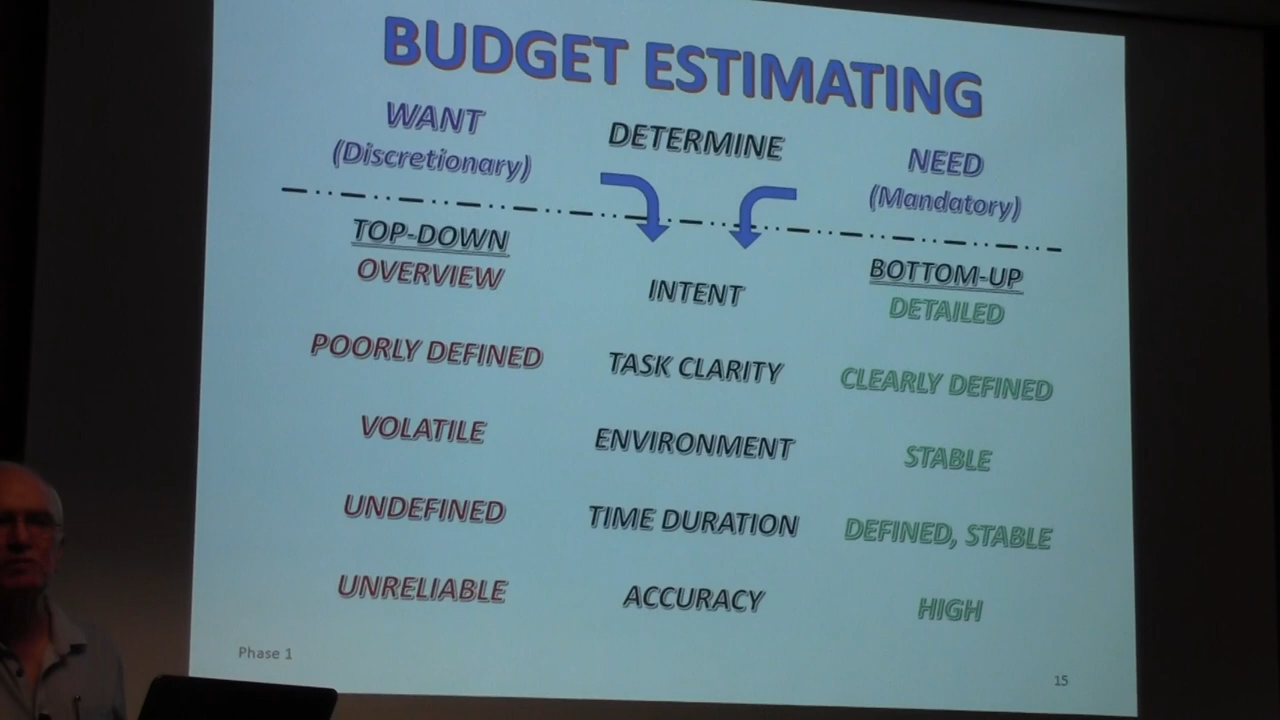 BUDGET ESTIMATING
WANT
(Discretionary)
DETERMINE
NEED
(Mandatory)
TOP-DOWN
BOTTOM-UP
OVERVIEW
INTENT
DETAILED
POORLY DEFINED
TASK CLARITY
CLEARLY DEFINED
VOLATILE
ENVIRONMENT
STABLE
UNDEFINED
TIME DURATION
DEFINED, STABLE
UNRELIABLE
ACCURACY
HIGH
Phase 1
15